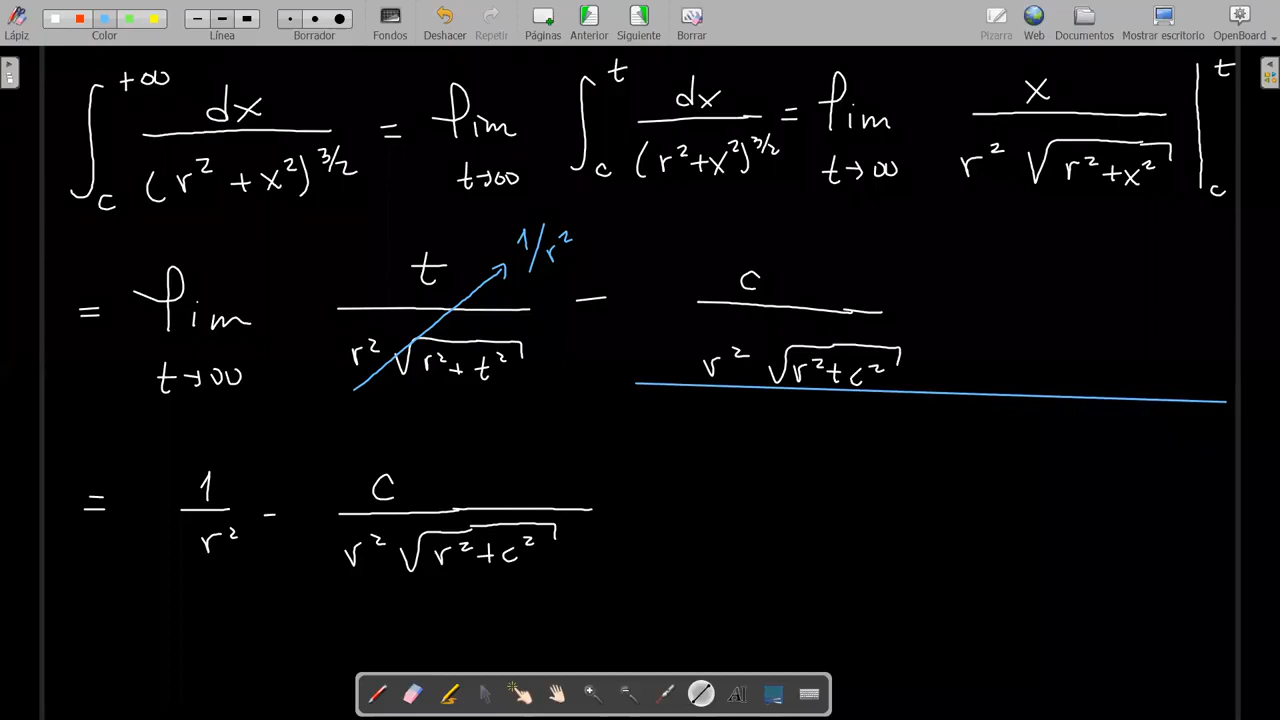 Lápiz Color Línea Borrador Fondos Deshacer Repetir Páginas Anterior Siguiente Borrar Pizarra Web Documentos Mostrar escritorio OpenBoard
∫_c^{+∞} dx/(r² + x²)^{3/2} = lim_{t→∞} ∫_c^t dx/(r²+x²)^{3/2} = lim_{t→∞} x/(r² √(r²+x²)) |_c^t
= lim_{t→∞} t/(r² √(r²+t²)) → 1/r² − c/(r² √(r²+c²))
= 1/r² - c/(r² √(r²+c²))
AI